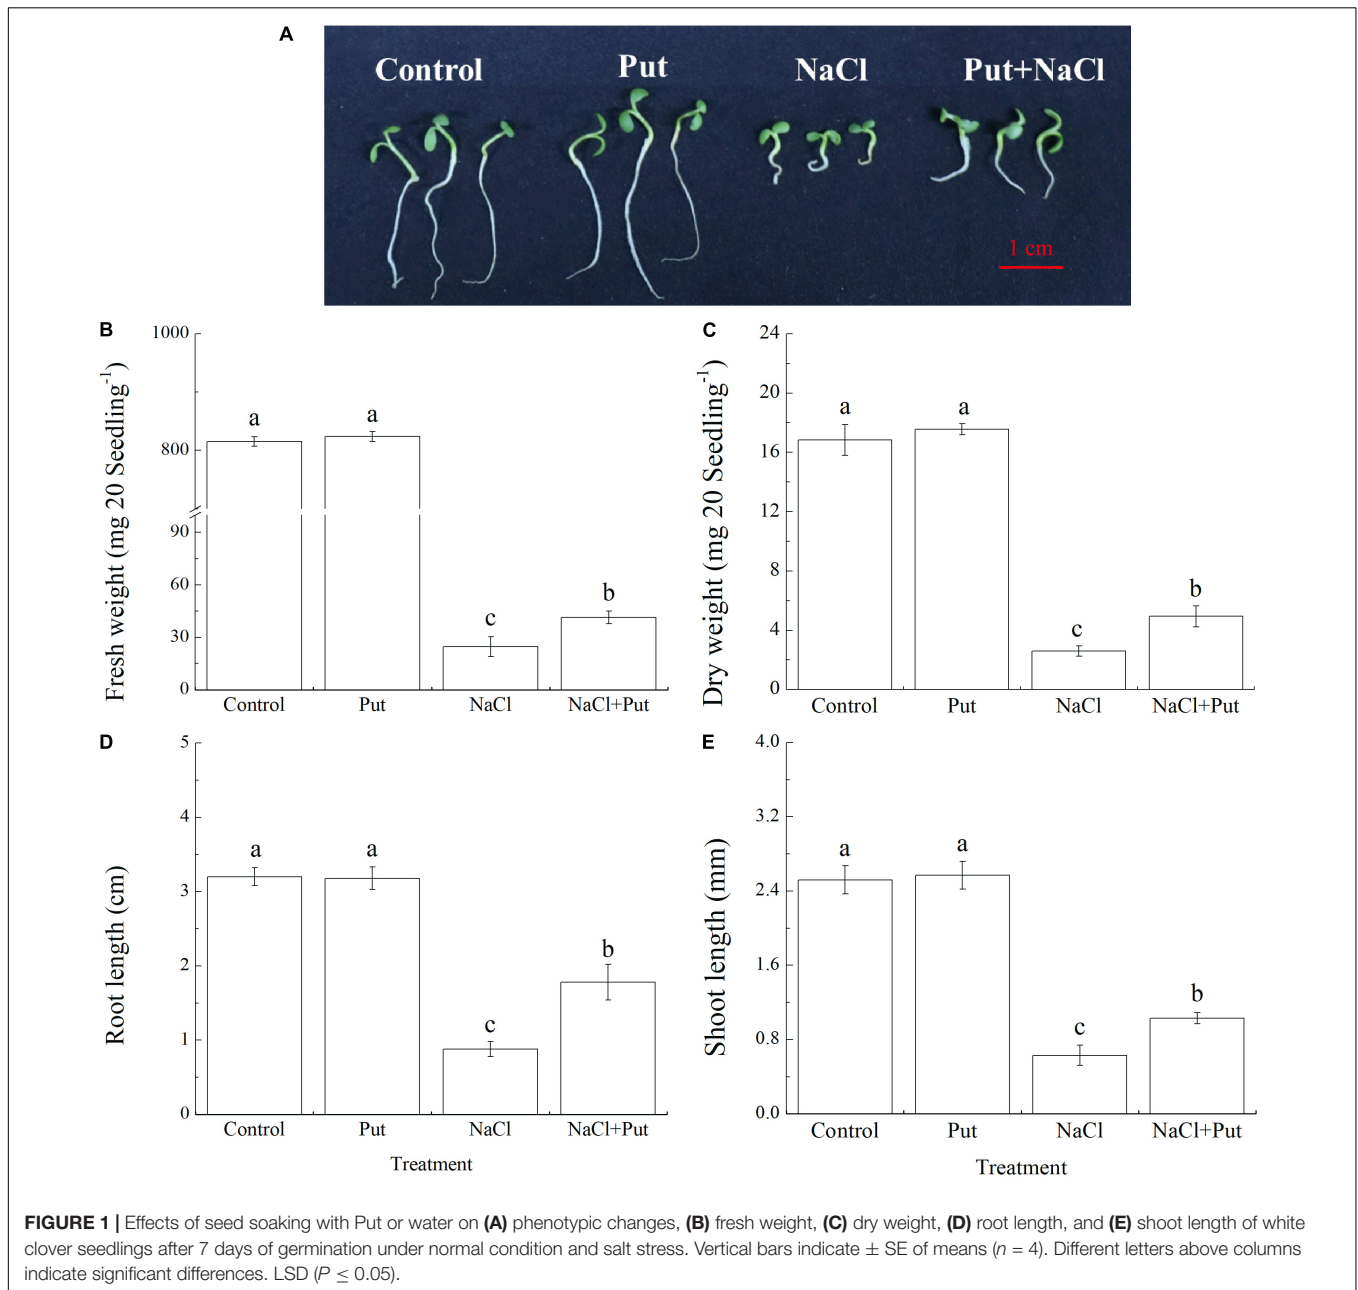 A
Control Put NaCl Put+NaCl
1 cm
B
Fresh weight (mg 20 Seedling-1)
1000
800
90
60
30
0
a
a
c
b
Control Put NaCl NaCl+Put
C
Dry weight (mg 20 Seedling-1)
24
20
16
12
8
4
0
a
a
c
b
Control Put NaCl NaCl+Put
D
Root length (cm)
5
4
3
2
1
0
a
a
c
b
Control Put NaCl NaCl+Put
Treatment
E
Shoot length (mm)
4.0
3.2
2.4
1.6
0.8
0.0
a
a
c
b
Control Put NaCl NaCl+Put
Treatment
FIGURE 1 | Effects of seed soaking with Put or water on (A) phenotypic changes, (B) fresh weight, (C) dry weight, (D) root length, and (E) shoot length of white
clover seedlings after 7 days of germination under normal condition and salt stress. Vertical bars indicate ± SE of means (n = 4). Different letters above columns
indicate significant differences. LSD (P ≤ 0.05).